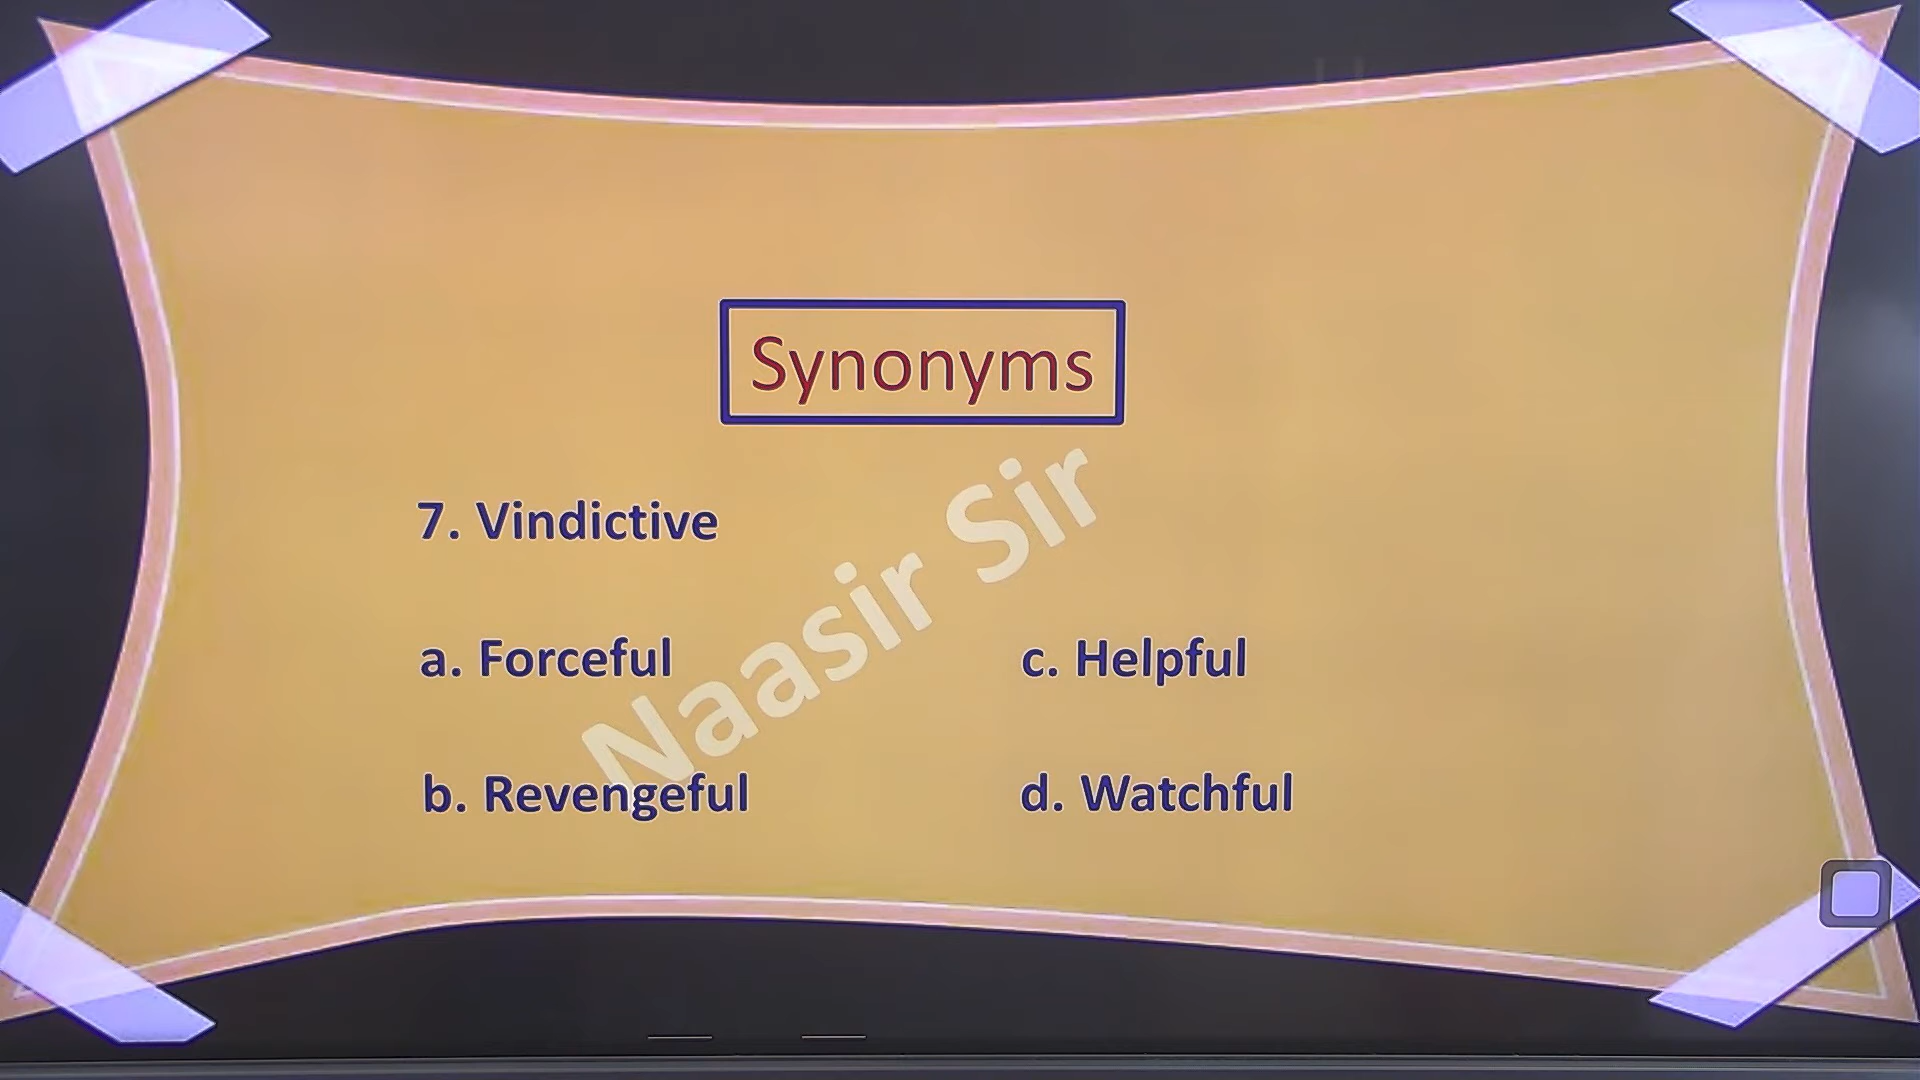 Synonyms
7. Vindictive
a. Forceful
c. Helpful
b. Revengeful
d. Watchful
Naasir Sir